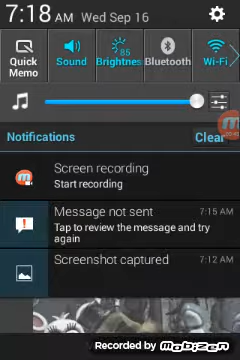 7:18 AM Wed Sep 16
Quick Memo
Sound
85
Brightnes
Bluetooth
Wi-Fi
Notifications Clear
Screen recording
Start recording
Message not sent 7:15 AM
Tap to review the message and try
again
Screenshot captured 7:12 AM
Recorded by Mobizen